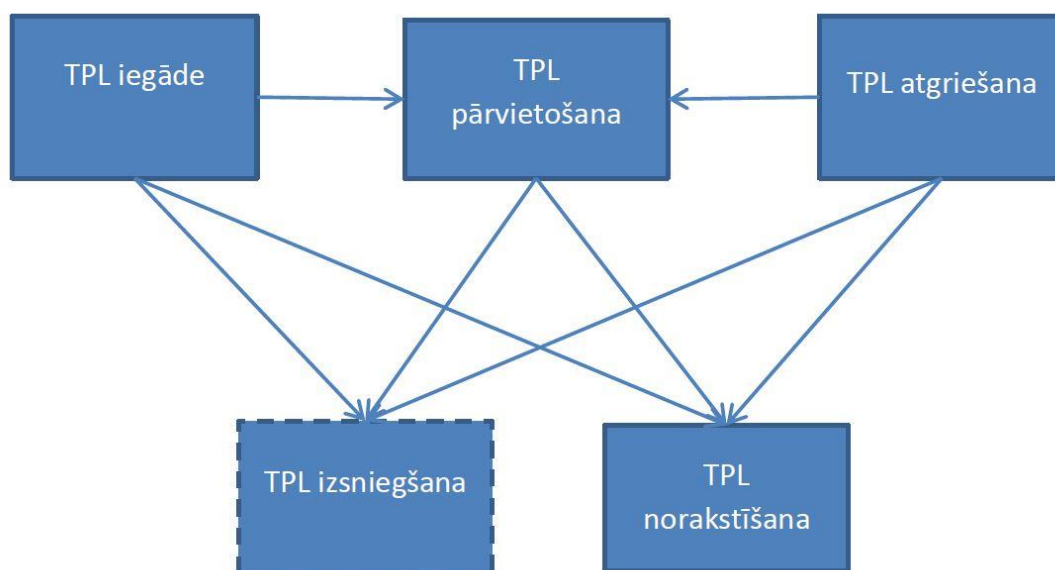 TPL iegāde
TPL
pārvietošana
TPL atgriešana
TPL izsniegšana
TPL
norakstīšana